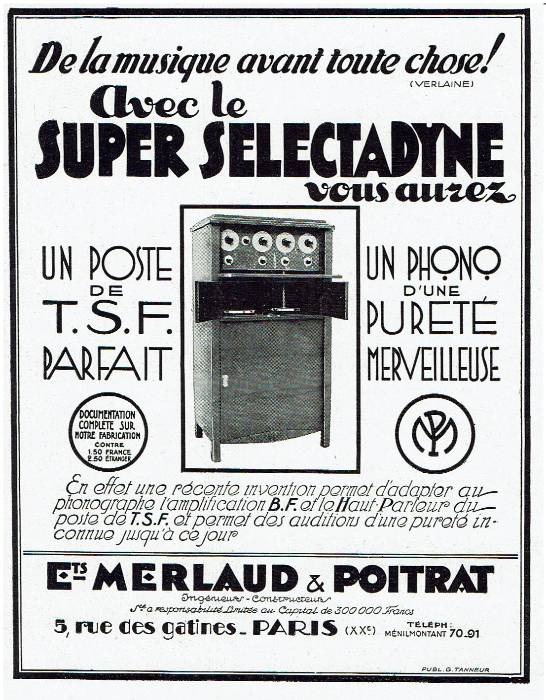 De la musique avant toute chose!
(VERLAINE)
Avec le
SUPER SELECTADYNE
vous aurez
UN POSTE
DE
T.S.F.
PARFAIT
UN PHONO
D'UNE
PURETÉ
MERVEILLEUSE
DOCUMENTATION
COMPLETE SUR
NOTRE FABRICATION
CONTRE
1.50 FRANCE
2.50 ÉTRANGER
MP
En effet une récente invention permet d'adapter au
phonographe l'amplification B.F. et le Haut-Parleur du
poste de T.S.F. et permet des auditions d'une pureté in-
connue jusqu'à ce jour
ETS MERLAUD & POITRAT
Ingénieurs-Constructeurs
Sté à responsabilité Limitée au Capital de 300000 Francs
5, rue des gatines - PARIS (XXe)
TÉLÉPH:
MÉNILMONTANT 70.91
PUBL. G. TANNEUR